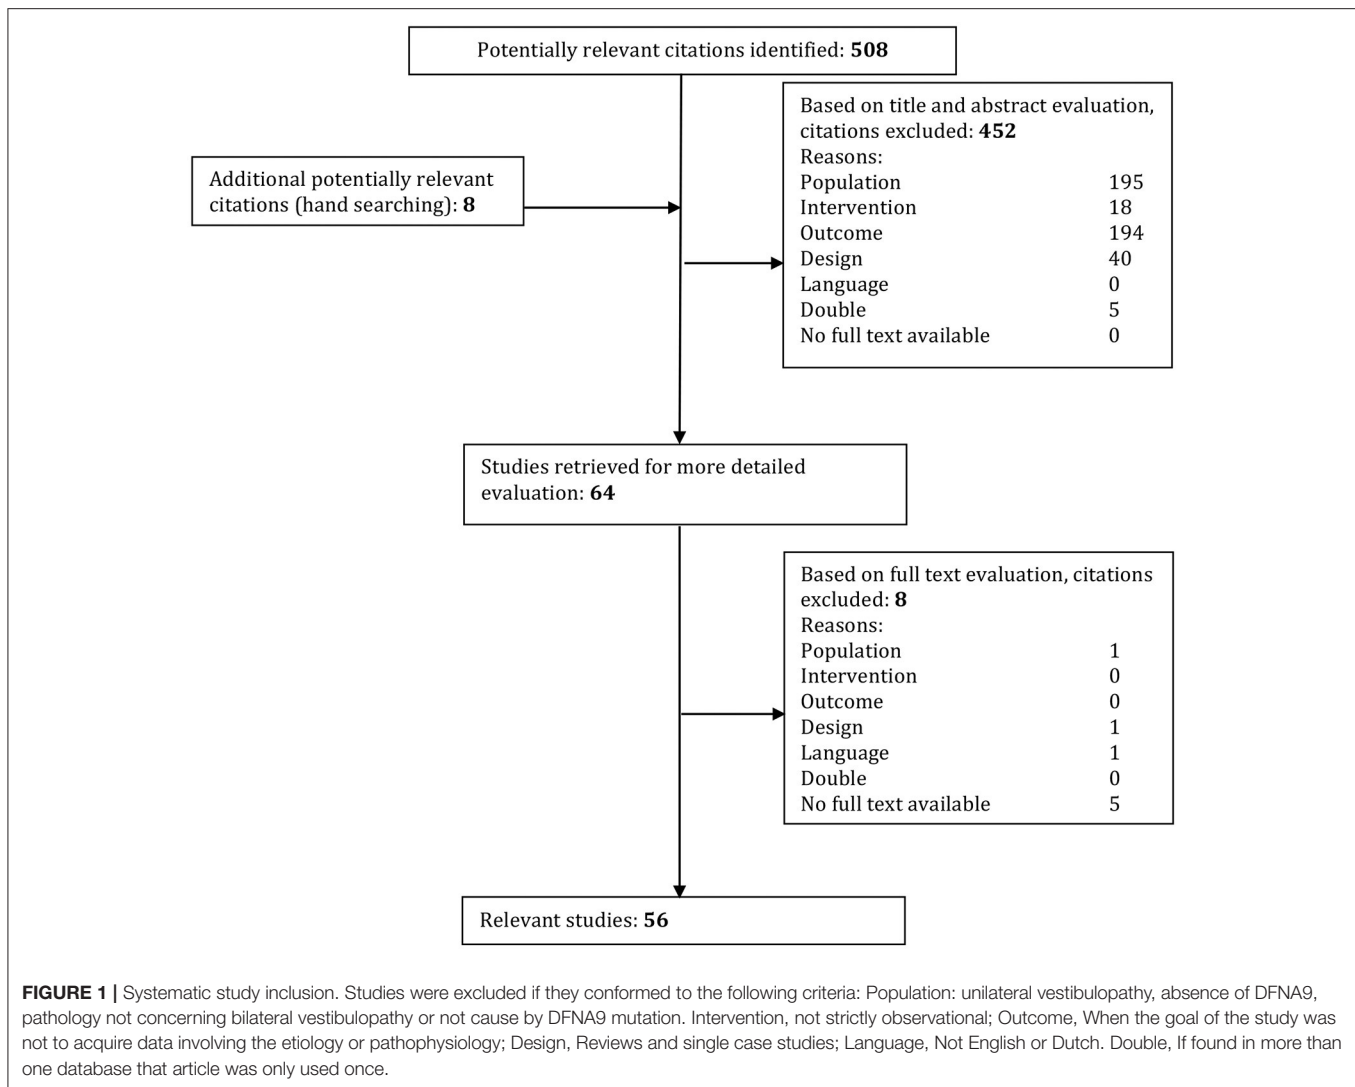 Potentially relevant citations identified: 508
Based on title and abstract evaluation,
citations excluded: 452
Reasons:
Population 195
Intervention 18
Outcome 194
Design 40
Language 0
Double 5
No full text available 0
Additional potentially relevant
citations (hand searching): 8
Studies retrieved for more detailed
evaluation: 64
Based on full text evaluation, citations
excluded: 8
Reasons:
Population 1
Intervention 0
Outcome 0
Design 1
Language 1
Double 0
No full text available 5
Relevant studies: 56
FIGURE 1 | Systematic study inclusion. Studies were excluded if they conformed to the following criteria: Population: unilateral vestibulopathy, absence of DFNA9,
pathology not concerning bilateral vestibulopathy or not cause by DFNA9 mutation. Intervention, not strictly observational; Outcome, When the goal of the study was
not to acquire data involving the etiology or pathophysiology; Design, Reviews and single case studies; Language, Not English or Dutch. Double, If found in more than
one database that article was only used once.